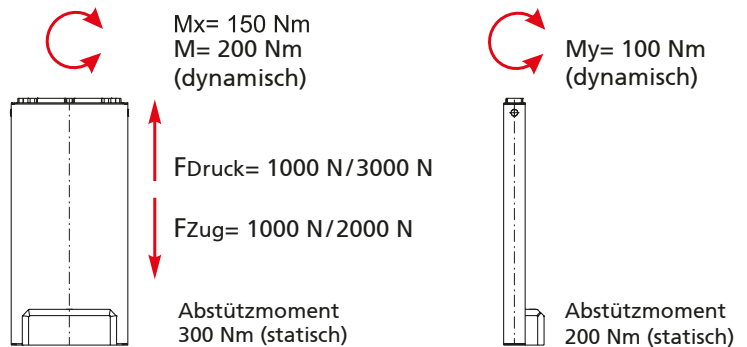 Mx= 150 Nm
M= 200 Nm
(dynamisch)
My= 100 Nm
(dynamisch)
FDruck= 1000 N/3000 N
FZug= 1000 N/2000 N
Abstützmoment
300 Nm (statisch)
Abstützmoment
200 Nm (statisch)